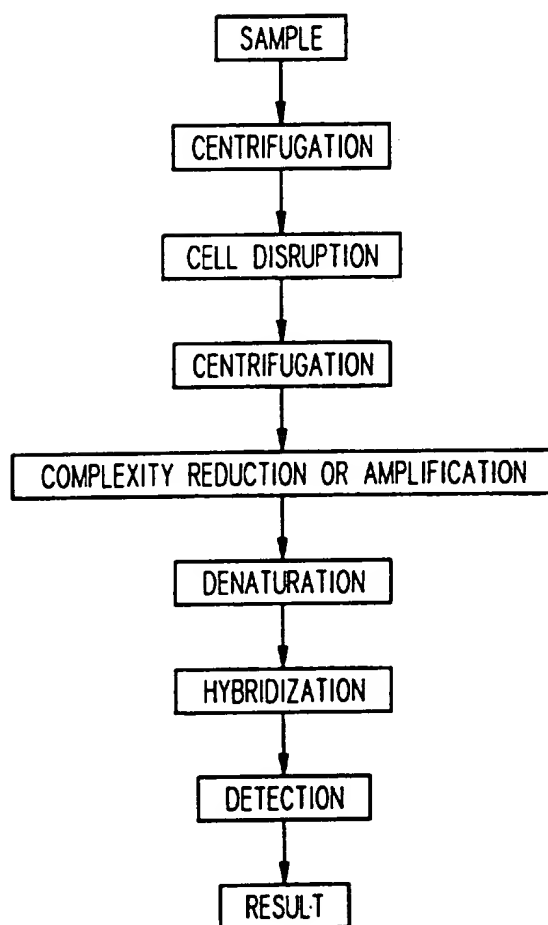 SAMPLE
CENTRIFUGATION
CELL DISRUPTION
CENTRIFUGATION
COMPLEXITY REDUCTION OR AMPLIFICATION
DENATURATION
HYBRIDIZATION
DETECTION
RESULT